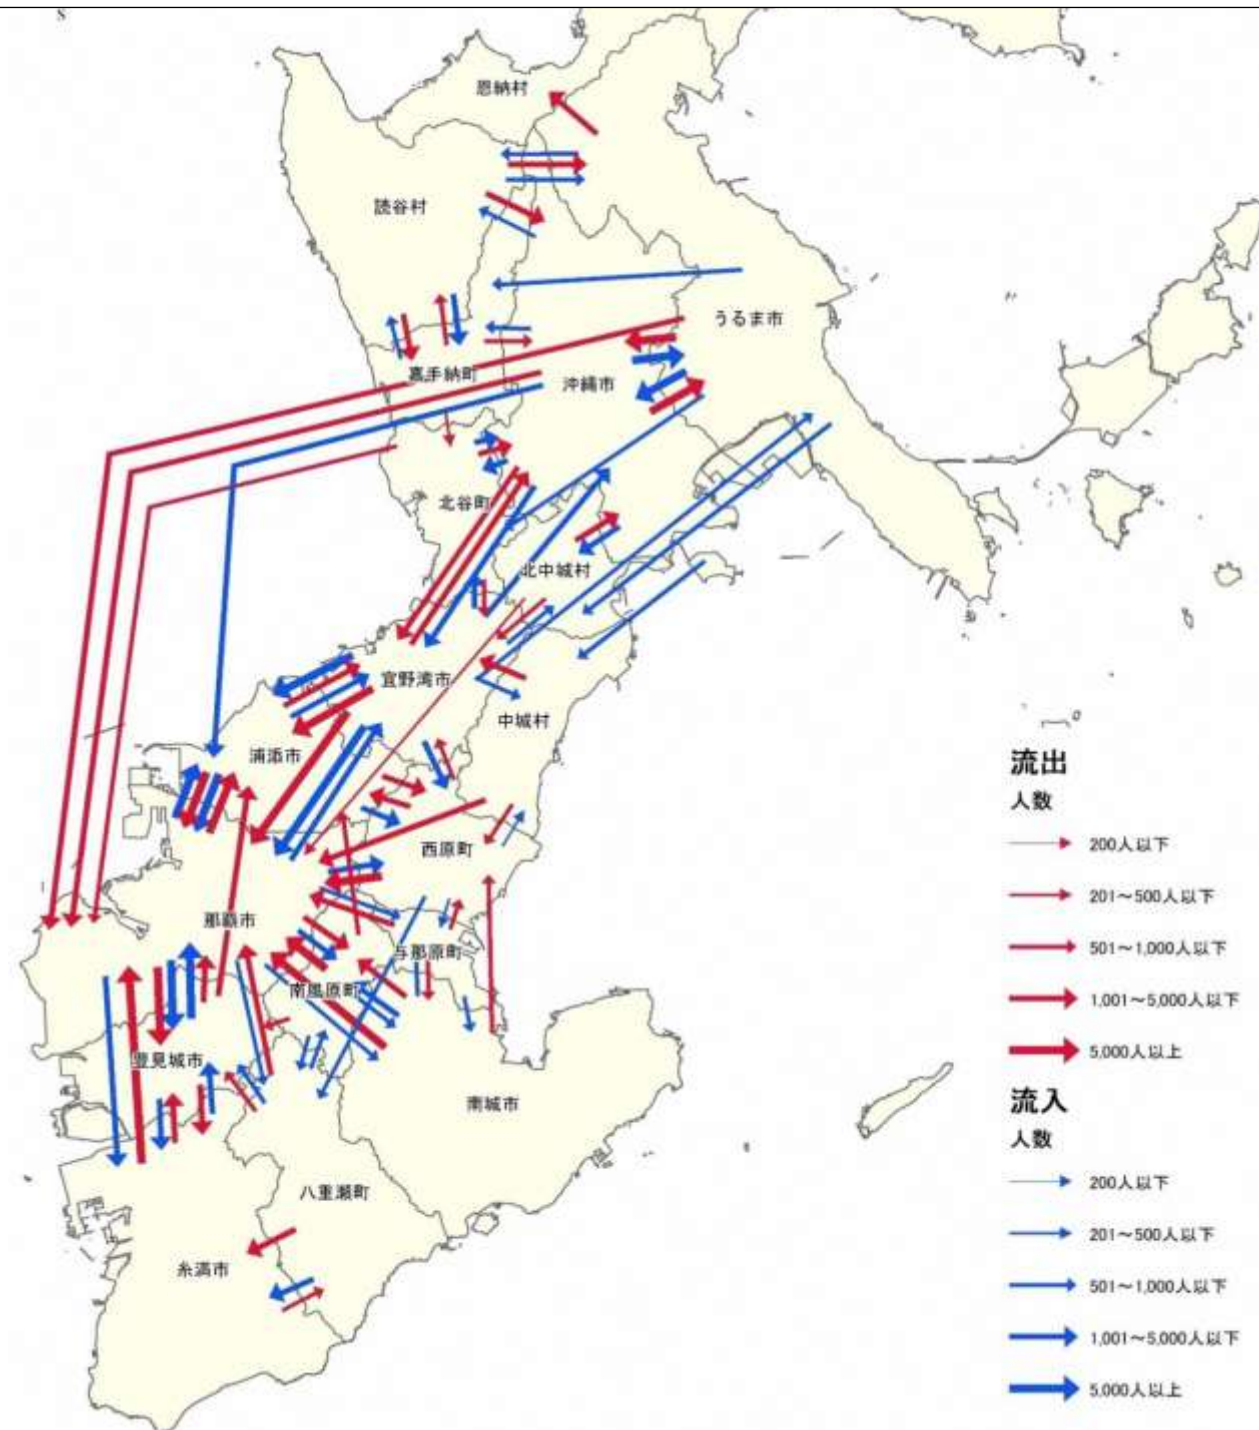 S
恩納村
読谷村
うるま市
嘉手納町
沖縄市
北谷町
北中城村
宜野湾市
中城村
浦添市
西原町
那覇市
与那原町
南風原町
豊見城市
南城市
八重瀬町
糸満市
流出
人数
200人以下
201〜500人以下
501〜1,000人以下
1,001〜5,000人以下
5,000人以上
流入
人数
200人以下
201〜500人以下
501〜1,000人以下
1,001〜5,000人以下
5,000人以上